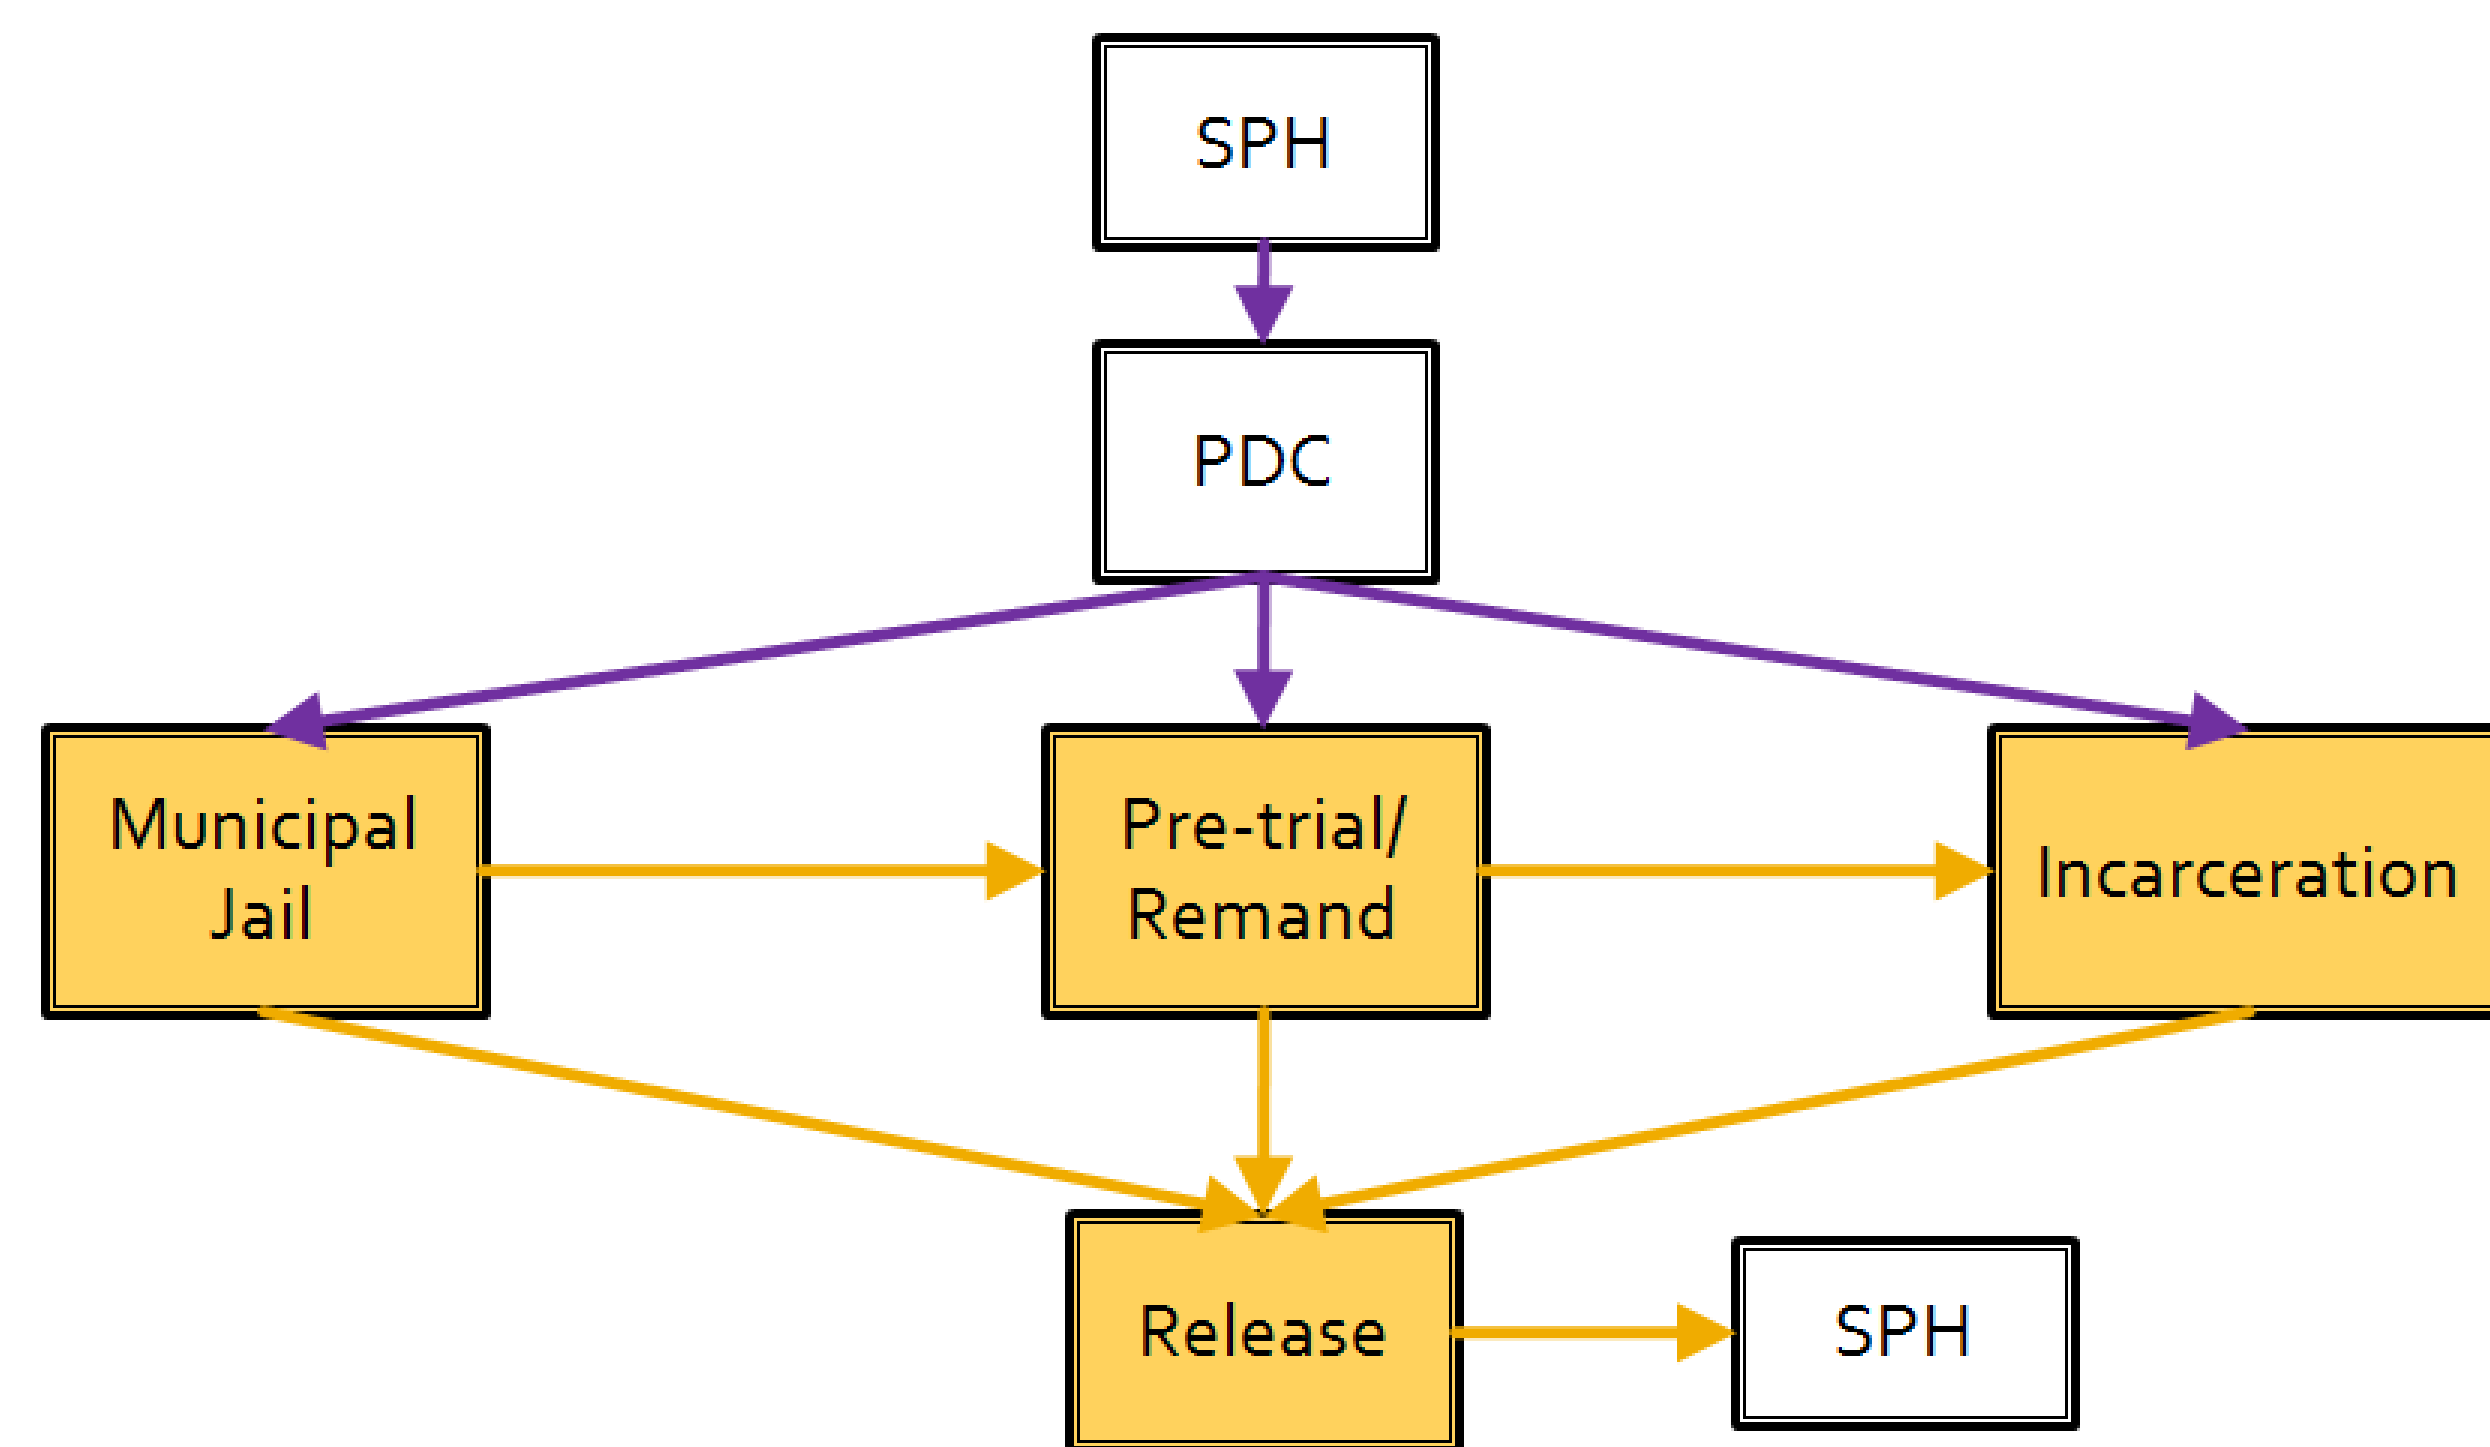 SPH
PDC
Municipal
Jail
Pre-trial/
Remand
Incarceration
Release
SPH